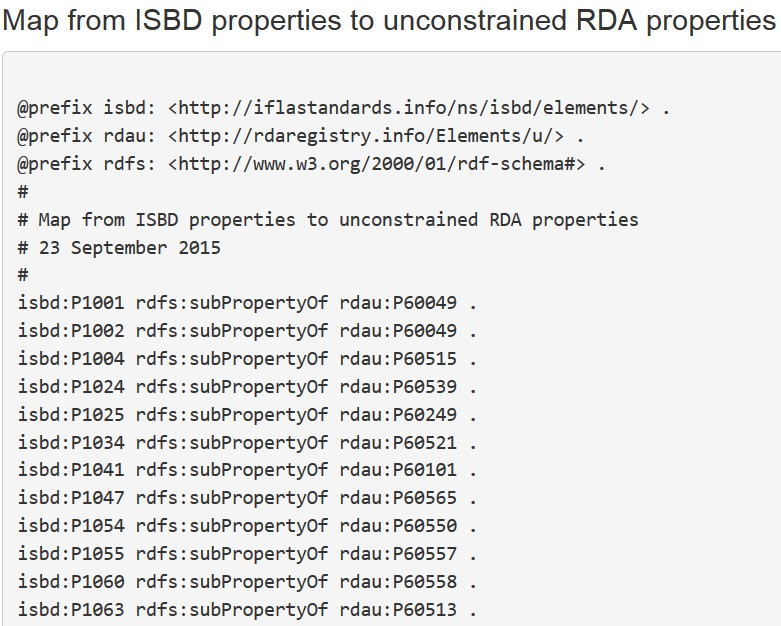 Map from ISBD properties to unconstrained RDA properties
@prefix isbd: <http://iflastandards.info/ns/isbd/elements/> .
@prefix rdau: <http://rdaregistry.info/Elements/u/> .
@prefix rdfs: <http://www.w3.org/2000/01/rdf-schema#> .
#
# Map from ISBD properties to unconstrained RDA properties
# 23 September 2015
#
isbd:P1001 rdfs:subPropertyOf rdau:P60049 .
isbd:P1002 rdfs:subPropertyOf rdau:P60049 .
isbd:P1004 rdfs:subPropertyOf rdau:P60515 .
isbd:P1024 rdfs:subPropertyOf rdau:P60539 .
isbd:P1025 rdfs:subPropertyOf rdau:P60249 .
isbd:P1034 rdfs:subPropertyOf rdau:P60521 .
isbd:P1041 rdfs:subPropertyOf rdau:P60101 .
isbd:P1047 rdfs:subPropertyOf rdau:P60565 .
isbd:P1054 rdfs:subPropertyOf rdau:P60550 .
isbd:P1055 rdfs:subPropertyOf rdau:P60557 .
isbd:P1060 rdfs:subPropertyOf rdau:P60558 .
isbd:P1063 rdfs:subPropertyOf rdau:P60513 .